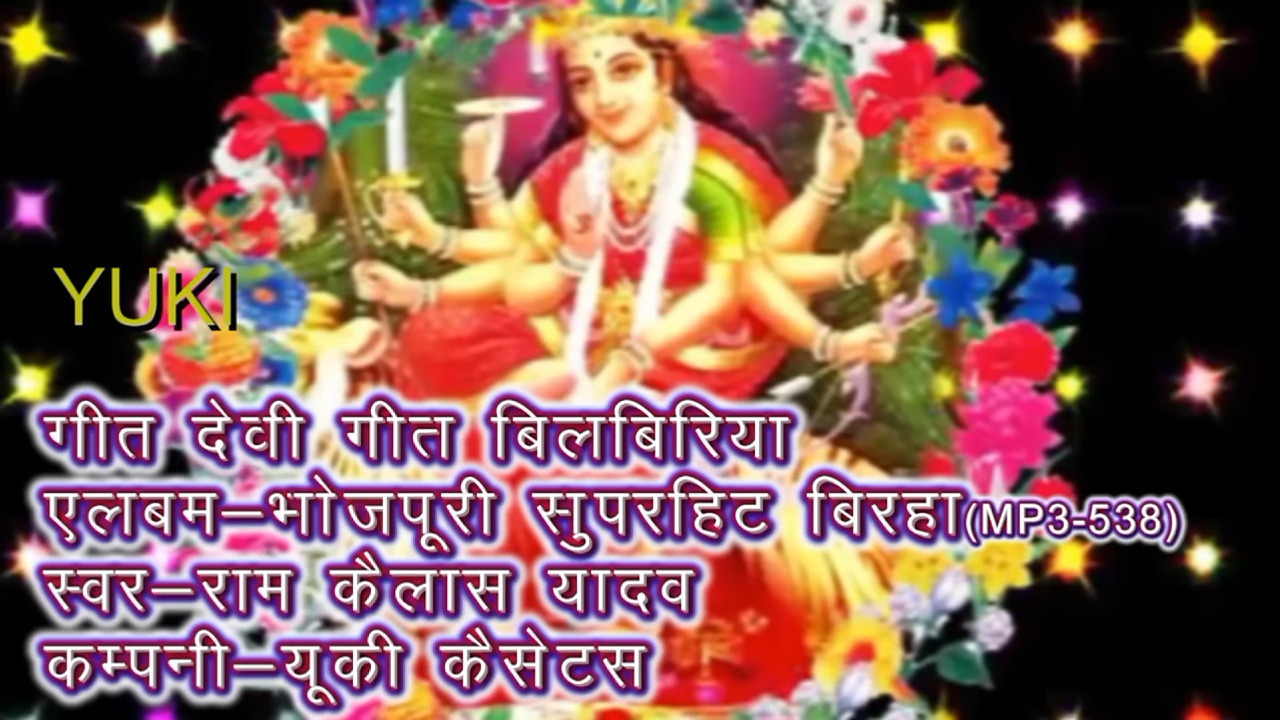 YUKI
गीत देवी गीत बिलबिरिया
एलबम–भोजपूरी सुपरहिट बिरहा(MP3-538)
स्वर–राम कैलास यादव
कम्पनी–यूकी कैसेटस